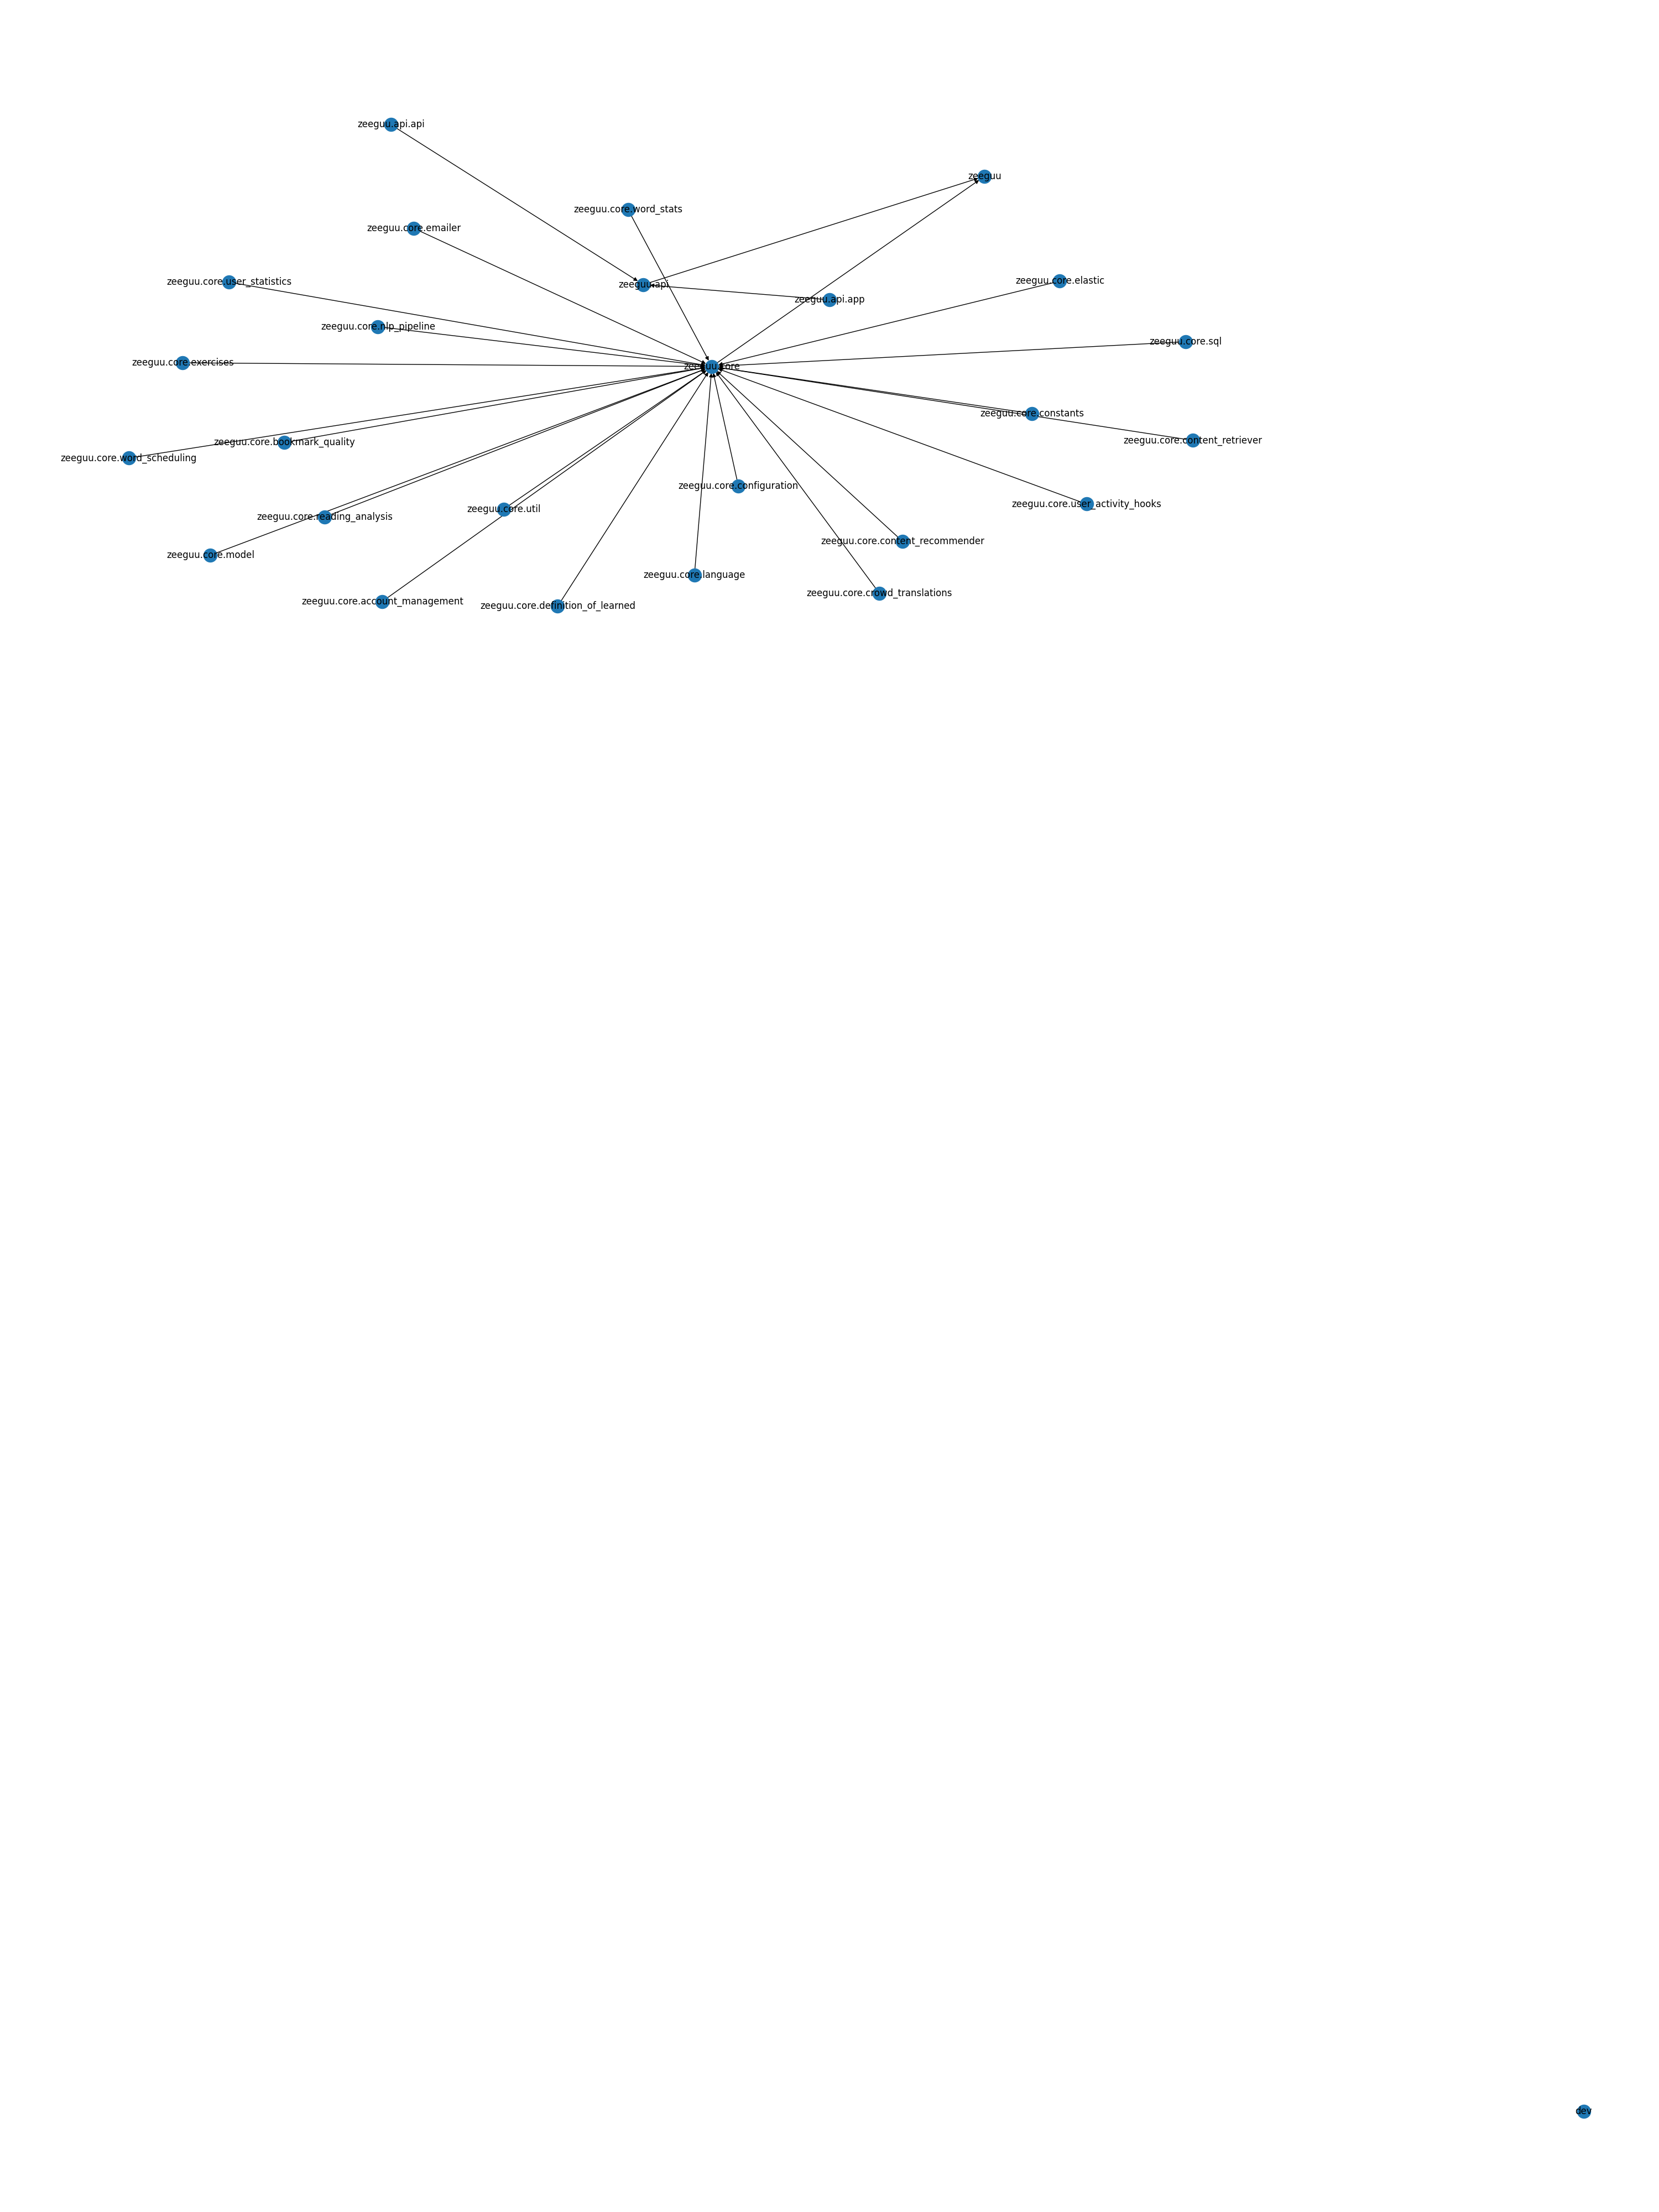 zeeguu.api.api
zeeguu
zeeguu.core.word_stats
zeeguu.core.emailer
zeeguu.core.elastic
zeeguu.core.user_statistics
zeeguu.api
zeeguu.api.app
zeeguu.core.nlp_pipeline
zeeguu.core.sql
zeeguu.core.exercises
zeeguu.core
zeeguu.core.constants
zeeguu.core.content_retriever
zeeguu.core.bookmark_quality
zeeguu.core.word_scheduling
zeeguu.core.configuration
zeeguu.core.user_activity_hooks
zeeguu.core.util
zeeguu.core.reading_analysis
zeeguu.core.content_recommender
zeeguu.core.model
zeeguu.core.language
zeeguu.core.crowd_translations
zeeguu.core.account_management
zeeguu.core.definition_of_learned
dev